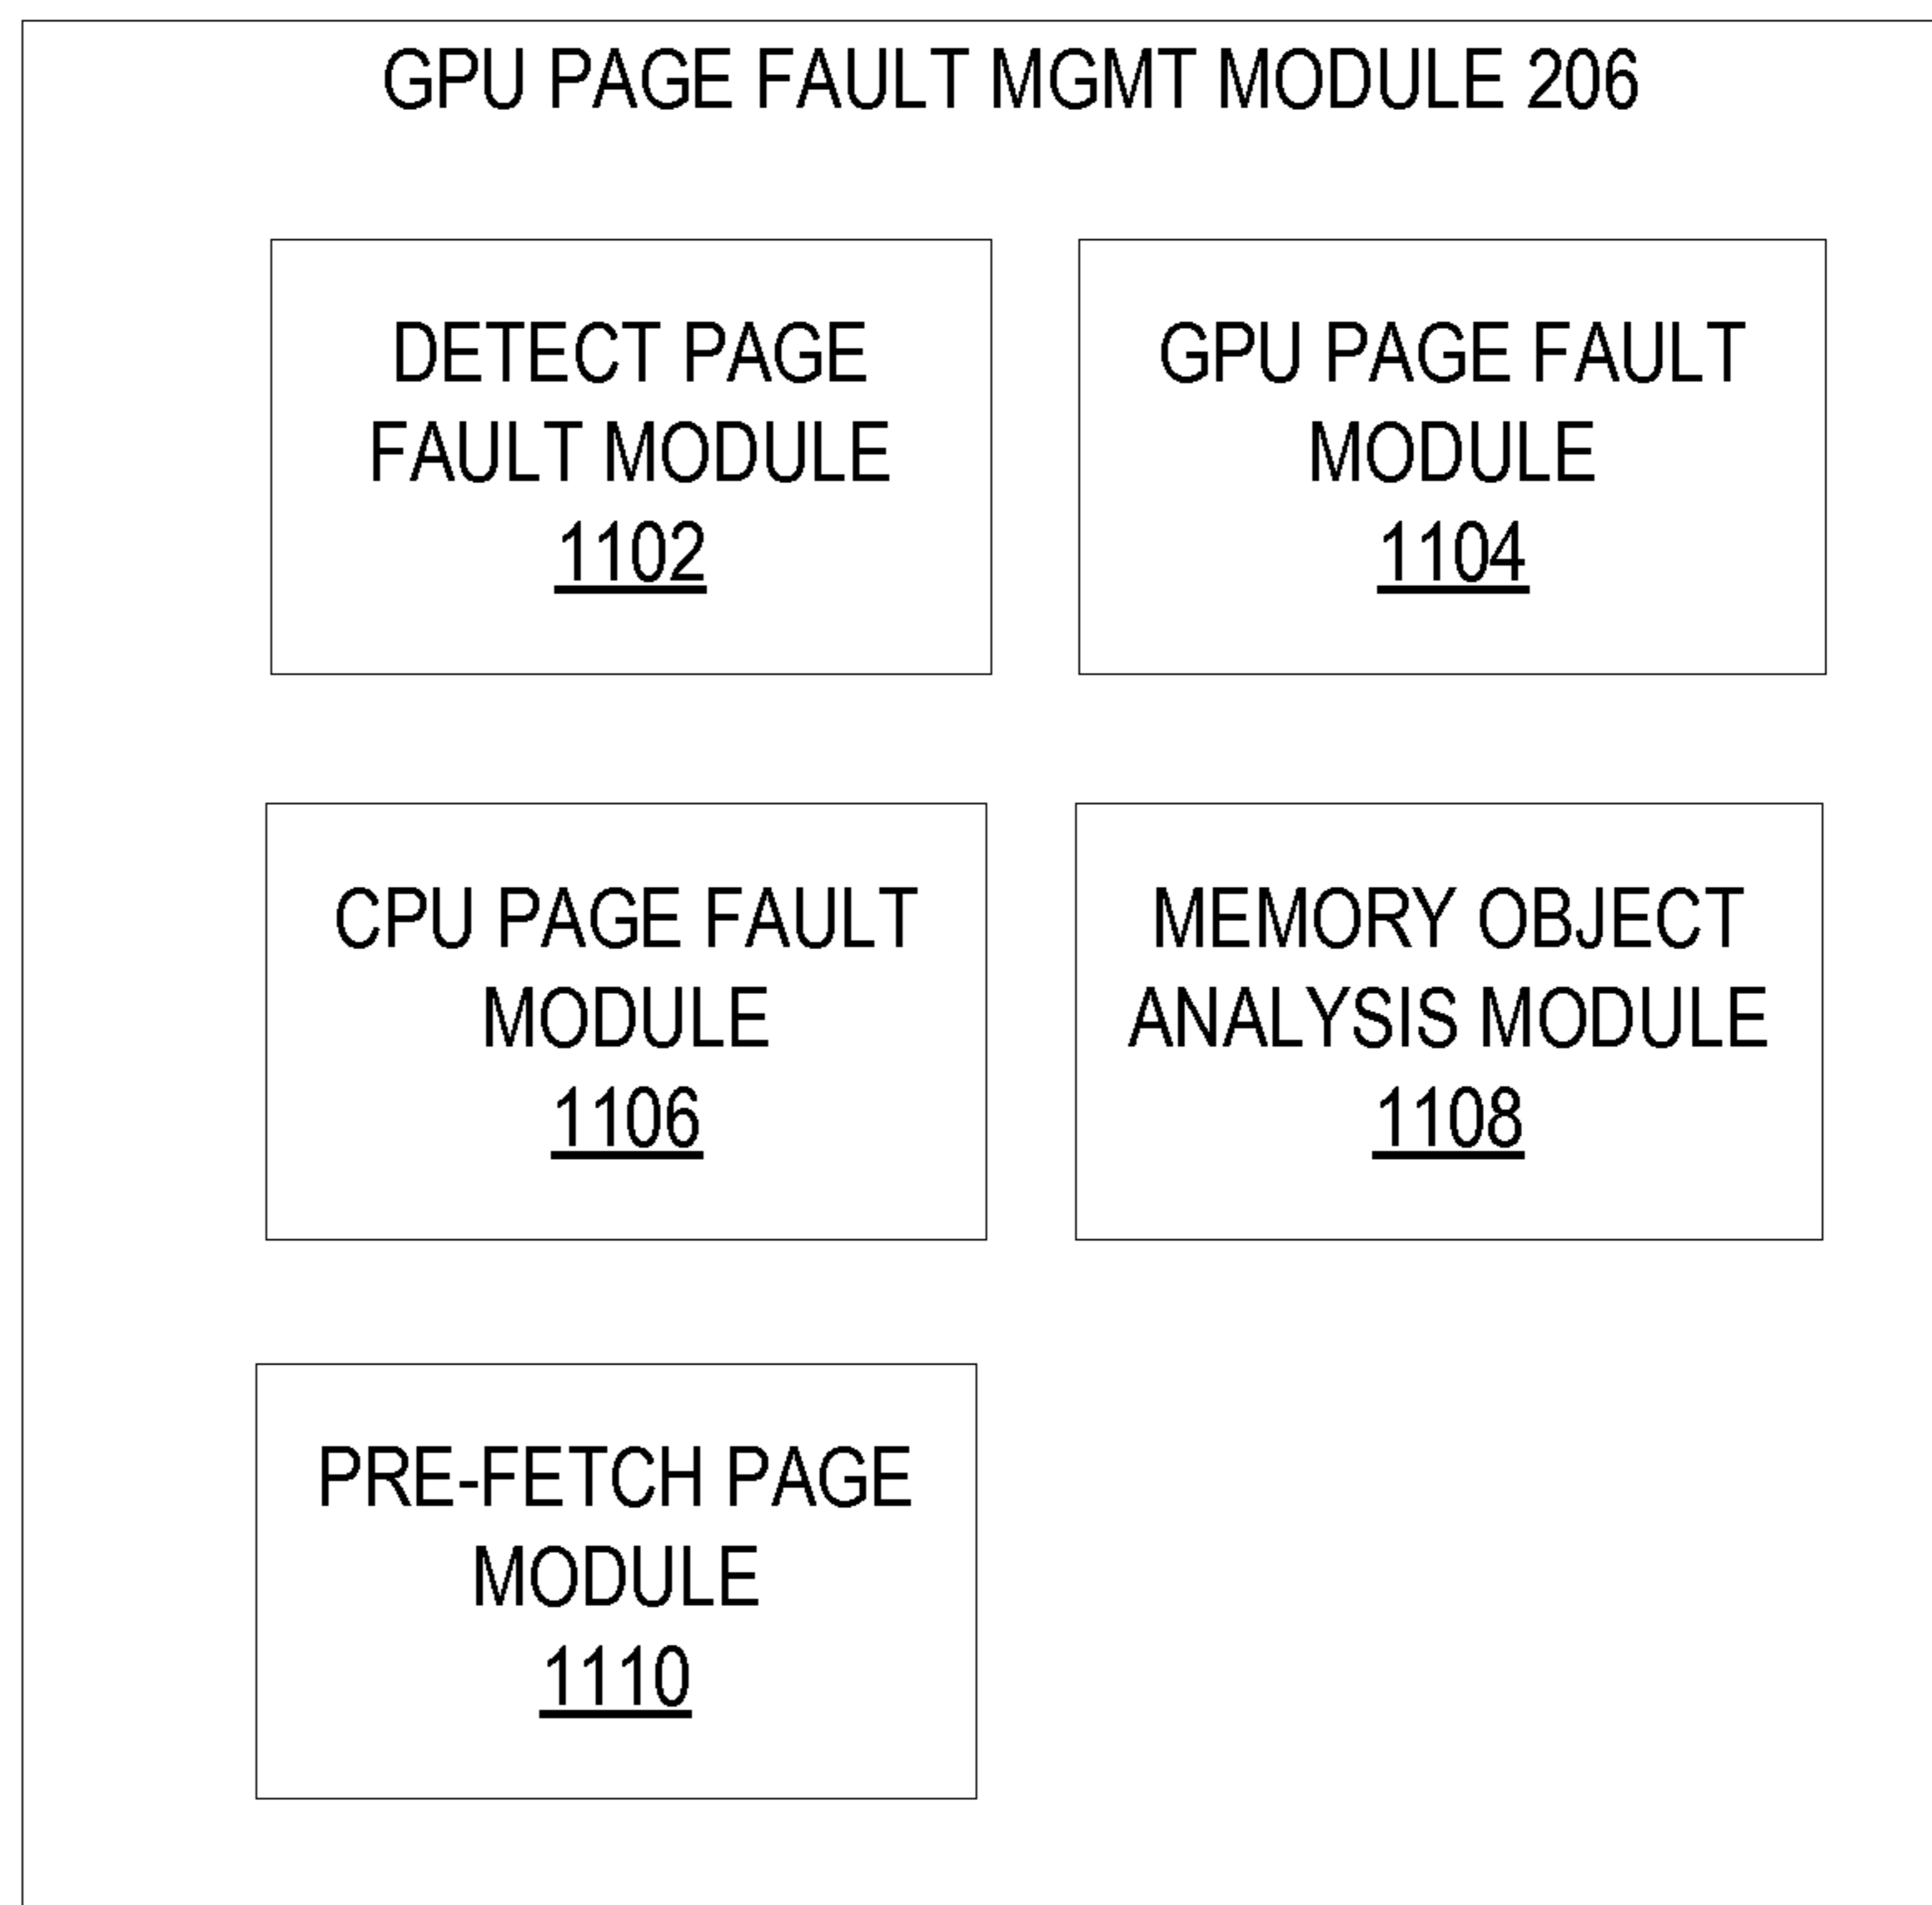 GPU PAGE FAULT MGMT MODULE 206
DETECT PAGE
FAULT MODULE
1102
GPU PAGE FAULT
MODULE
1104
CPU PAGE FAULT
MODULE
1106
MEMORY OBJECT
ANALYSIS MODULE
1108
PRE-FETCH PAGE
MODULE
1110